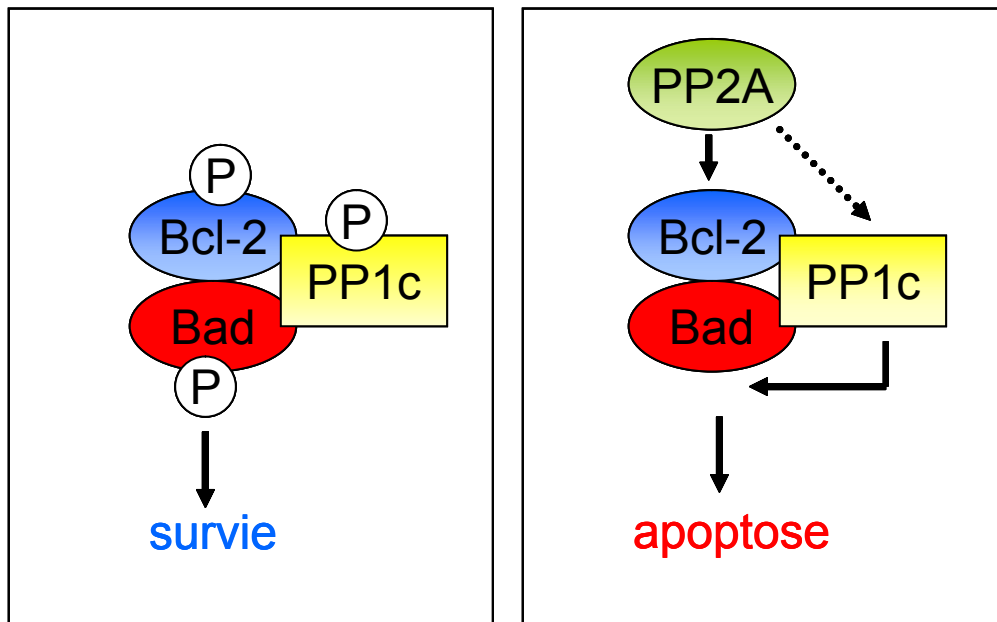 P
P
Bcl-2
PP1c
Bad
P
survie
PP2A
Bcl-2
PP1c
Bad
apoptose